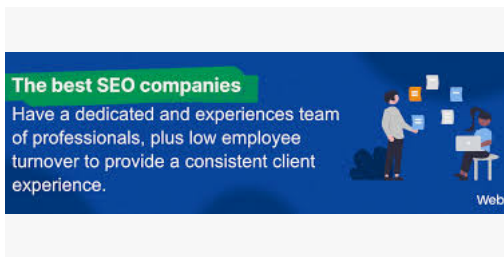 The best SEO companies
Have a dedicated and experiences team
of professionals, plus low employee
turnover to provide a consistent client
experience.
Web